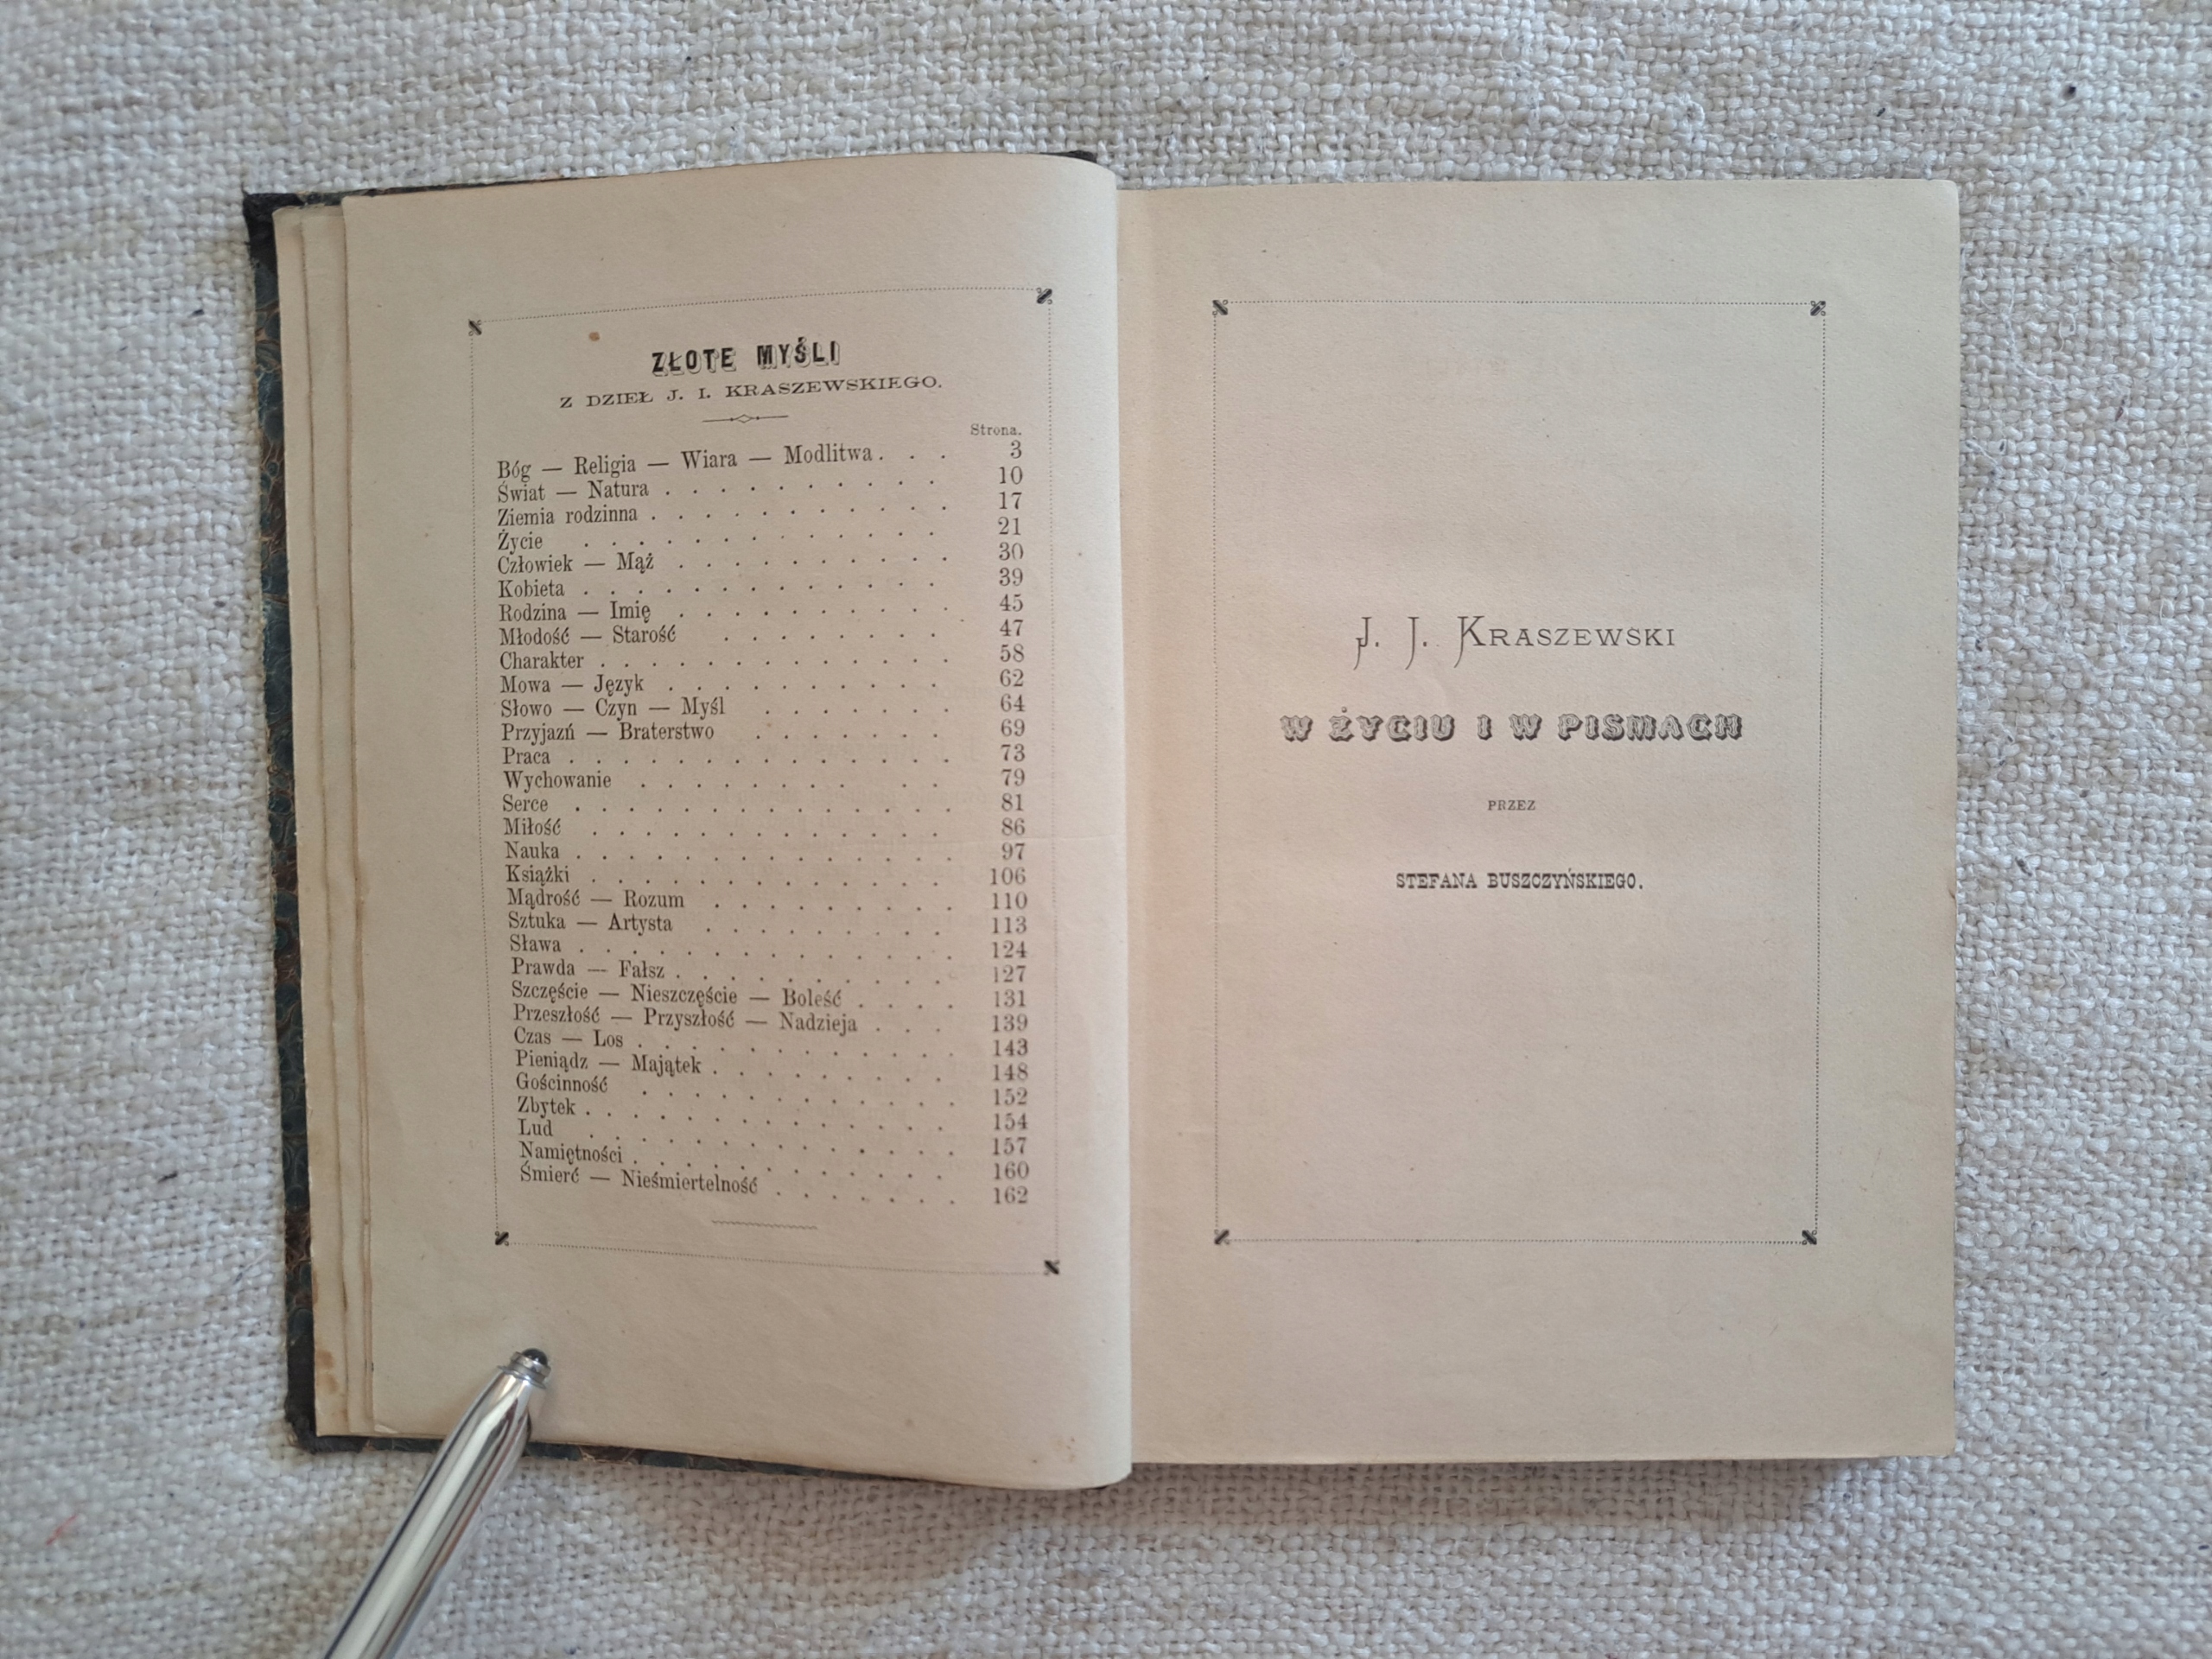 ZŁOTE MYŚLI
Z DZIEŁ J. I. KRASZEWSKIEGO.
Strona.
Bóg — Religia — Wiara — Modlitwa . . . 3
Świat — Natura . . . . . . . . . . 10
Ziemia rodzinna . . . . . . . . . . . 17
Życie . . . . . . . . . . . . . 21
Człowiek — Mąż . . . . . . . . . . 30
Kobieta . . . . . . . . . . . . . 39
Rodzina — Imię . . . . . . . . . . 45
Młodość — Starość . . . . . . . . 47
Charakter . . . . . . . . . . . . . 58
Mowa — Język . . . . . . . . . . 62
Słowo — Czyn — Myśl . . . . . . . 64
Przyjazń — Braterstwo . . . . . . . 69
Praca . . . . . . . . . . . . . . 73
Wychowanie . . . . . . . . . . 79
Serce . . . . . . . . . . . . . . 81
Miłość . . . . . . . . . . . . . 86
Nauka . . . . . . . . . . . . . . 97
Książki . . . . . . . . . . . . . 106
Mądrość — Rozum . . . . . . . . . 110
Sztuka — Artysta . . . . . . . . . 113
Sława . . . . . . . . . . . . . . 124
Prawda — Fałsz . . . . . . . . . . 127
Szczęście — Nieszczęście — Boleść . . . . 131
Przeszłość — Przyszłość — Nadzieja . . . 139
Czas — Los . . . . . . . . . . . . 143
Pieniądz — Majątek . . . . . . . . . 148
Gościnność . . . . . . . . . . . . 152
Zbytek . . . . . . . . . . . . . . 154
Lud . . . . . . . . . . . . . . 157
Namiętności . . . . . . . . . . . . 160
Śmierć — Nieśmiertelność . . . . . . . 162
J. J. KRASZEWSKI
W ŻYCIU I W PISMACH
PRZEZ
STEFANA BUSZCZYŃSKIEGO.